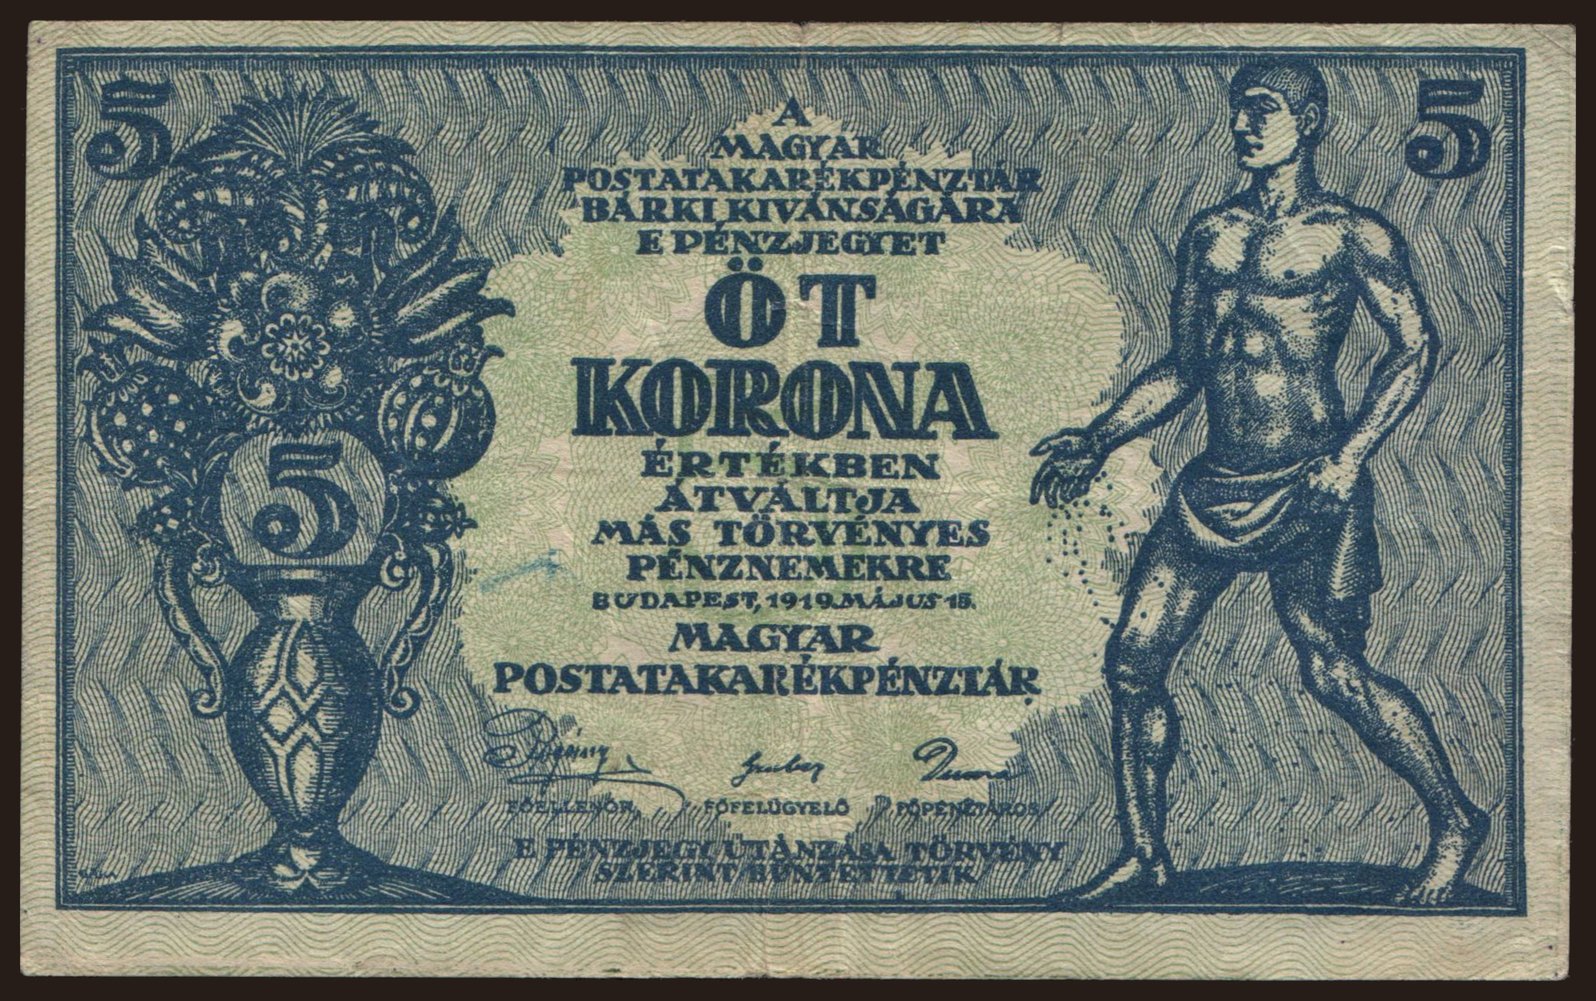 5
5
A
MAGYAR
POSTATAKARÉKPÉNZTÁR
BÁRKI KIVÁNSÁGÁRA
E PÉNZJEGYET
ÖT
KORONA
ÉRTÉKBEN
ÁTVÁLTJA
MÁS TÖRVÉNYES
PÉNZNEMEKRE
BUDAPEST, 1919. MÁJUS 15.
MAGYAR
POSTATAKARÉKPÉNZTÁR
5
FŐELLENŐR FŐFELÜGYELŐ FŐPÉNZTÁROS
E PÉNZJEGY UTÁNZÁSA TÖRVÉNY
SZERINT BÜNTETTETIK